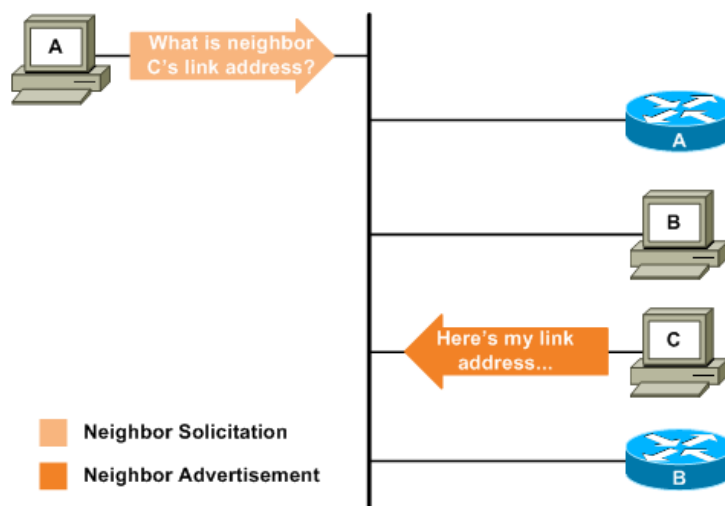 A
What is neighbor
C's link address?
A
B
Here's my link
address...
C
Neighbor Solicitation
Neighbor Advertisement
B